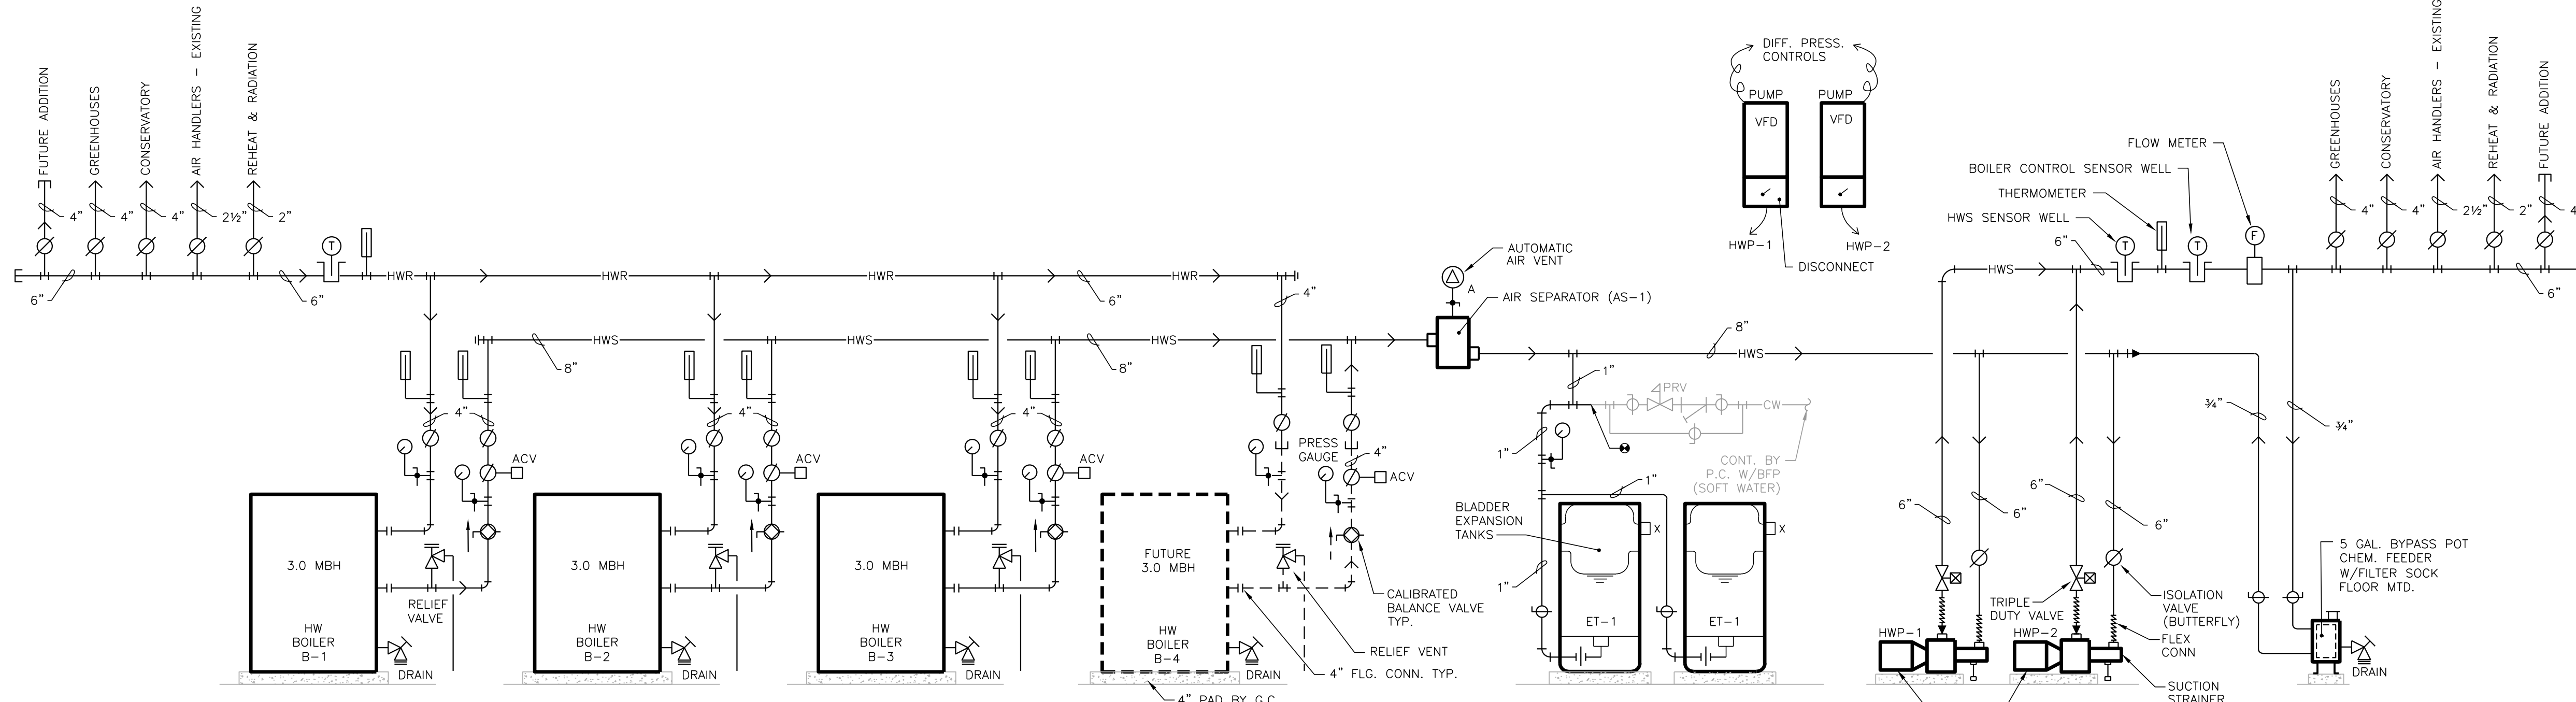 FUTURE ADDITION
GREENHOUSES
CONSERVATORY
AIR HANDLERS - EXISTING
REHEAT & RADIATION
4"
4"
4"
2½"
2"
T
6"
6"
HWR
HWR
HWR
6"
HWR
4"
8"
HWS
HWS
8"
HWS
4"
4"
4"
PRESS
GAUGE
4"
ACV
ACV
ACV
ACV
3.0 MBH
HW
BOILER
B-1
RELIEF
VALVE
DRAIN
3.0 MBH
HW
BOILER
B-2
DRAIN
3.0 MBH
HW
BOILER
B-3
DRAIN
FUTURE
3.0 MBH
HW
BOILER
B-4
DRAIN
CALIBRATED
BALANCE VALVE
TYP.
RELIEF VENT
4" FLG. CONN. TYP.
4" PAD BY G.C.
AUTOMATIC
AIR VENT
A
AIR SEPARATOR (AS-1)
DIFF. PRESS.
CONTROLS
PUMP
VFD
PUMP
VFD
HWP-1
HWP-2
DISCONNECT
8"
HWS
1"
PRV
CW
1"
1"
CONT. BY
P.C. W/BFP
(SOFT WATER)
1"
BLADDER
EXPANSION
TANKS
1"
X
X
ET-1
ET-1
FLOW METER
BOILER CONTROL SENSOR WELL
THERMOMETER
HWS SENSOR WELL
6"
T
T
F
HWS
GREENHOUSES
CONSERVATORY
AIR HANDLERS - EXISTING
REHEAT & RADIATION
FUTURE ADDITION
4"
4"
2½"
2"
4
6"
¾"
¾"
6"
6"
6"
6"
TRIPLE
DUTY VALVE
HWP-1
HWP-2
ISOLATION
VALVE
(BUTTERFLY)
FLEX
CONN
SUCTION
STRAINER
5 GAL. BYPASS POT
CHEM. FEEDER
W/FILTER SOCK
FLOOR MTD.
DRAIN